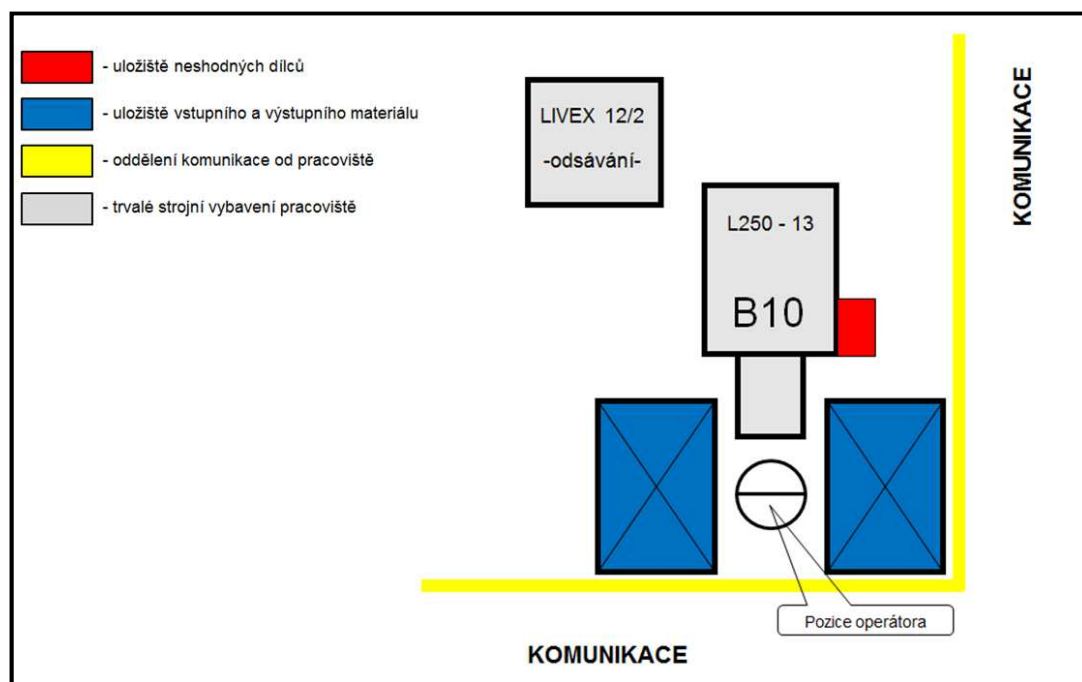 - uložiště neshodných dílců
- uložiště vstupního a výstupního materiálu
- oddělení komunikace od pracoviště
- trvalé strojní vybavení pracoviště
LIVEX 12/2
-odsávání-
L250 - 13
B10
KOMUNIKACE
Pozice operátora
KOMUNIKACE